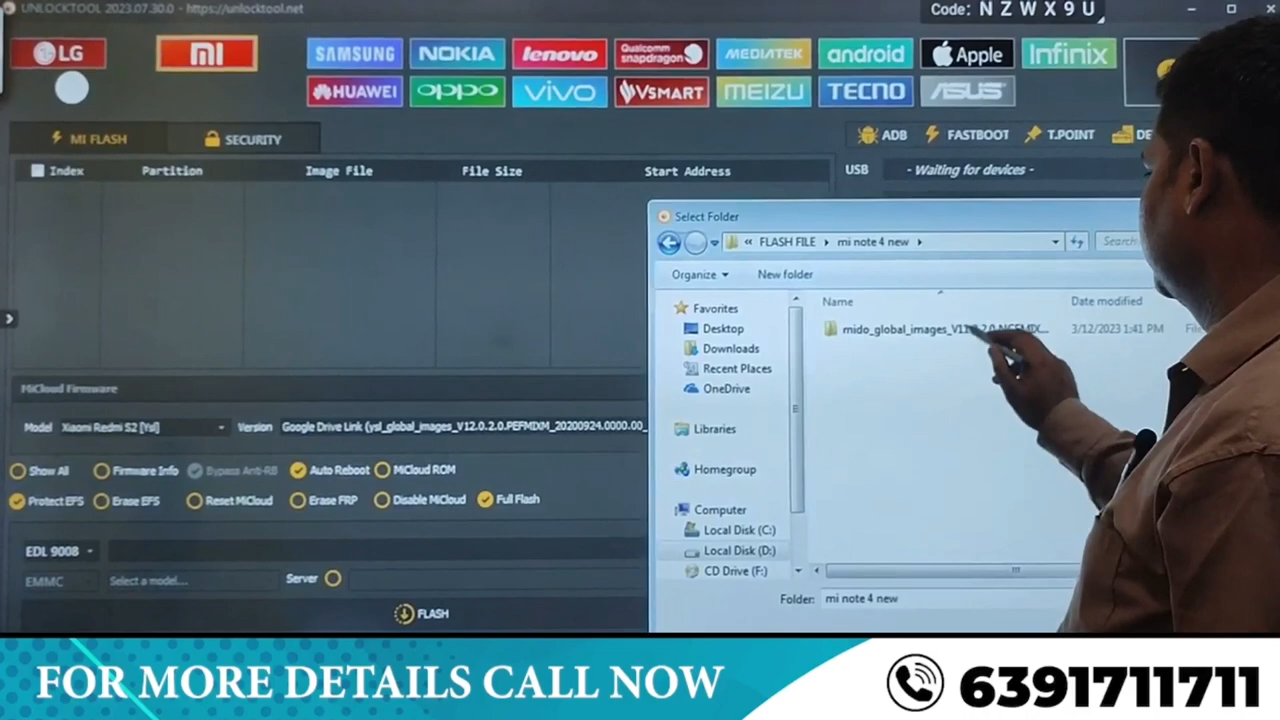 UNLOCKTOOL 2023.07.30.0 - https://unlocktool.net
Code: N Z W X 9 U
LG
MI
SAMSUNG
NOKIA
lenovo
Qualcomm snapdragon
MEDIATEK
android
Apple
Infinix
HUAWEI
oppo
vivo
VSMART
MEIZU
TECNO
ASUS
MI FLASH
SECURITY
ADB
FASTBOOT
T.POINT
DE
Index Partition Image File File Size Start Address
USB - Waiting for devices -
Select Folder
« FLASH FILE mi note 4 new
Search
Organize New folder
Name Date modified
Favorites
Desktop
Downloads
Recent Places
OneDrive
Libraries
Homegroup
Computer
Local Disk (C:)
Local Disk (D:)
CD Drive (F:)
3/12/2023 1:41 PM
Folder: mi note 4 new
MiCloud Firmware
Model Xiaomi Redmi S2 [Ysl] Version Google Drive Link (ysl_global_images_V12.0.2.0.PEFMIXM_20200924.0000.00_
Show All Firmware Info Bypass Anti-RB Auto Reboot MiCloud ROM
Protect EFS Erase EFS Reset MiCloud Erase FRP Disable MiCloud Full Flash
EDL 9008
EMMC Select a model... Server
FLASH
FOR MORE DETAILS CALL NOW
6391711711